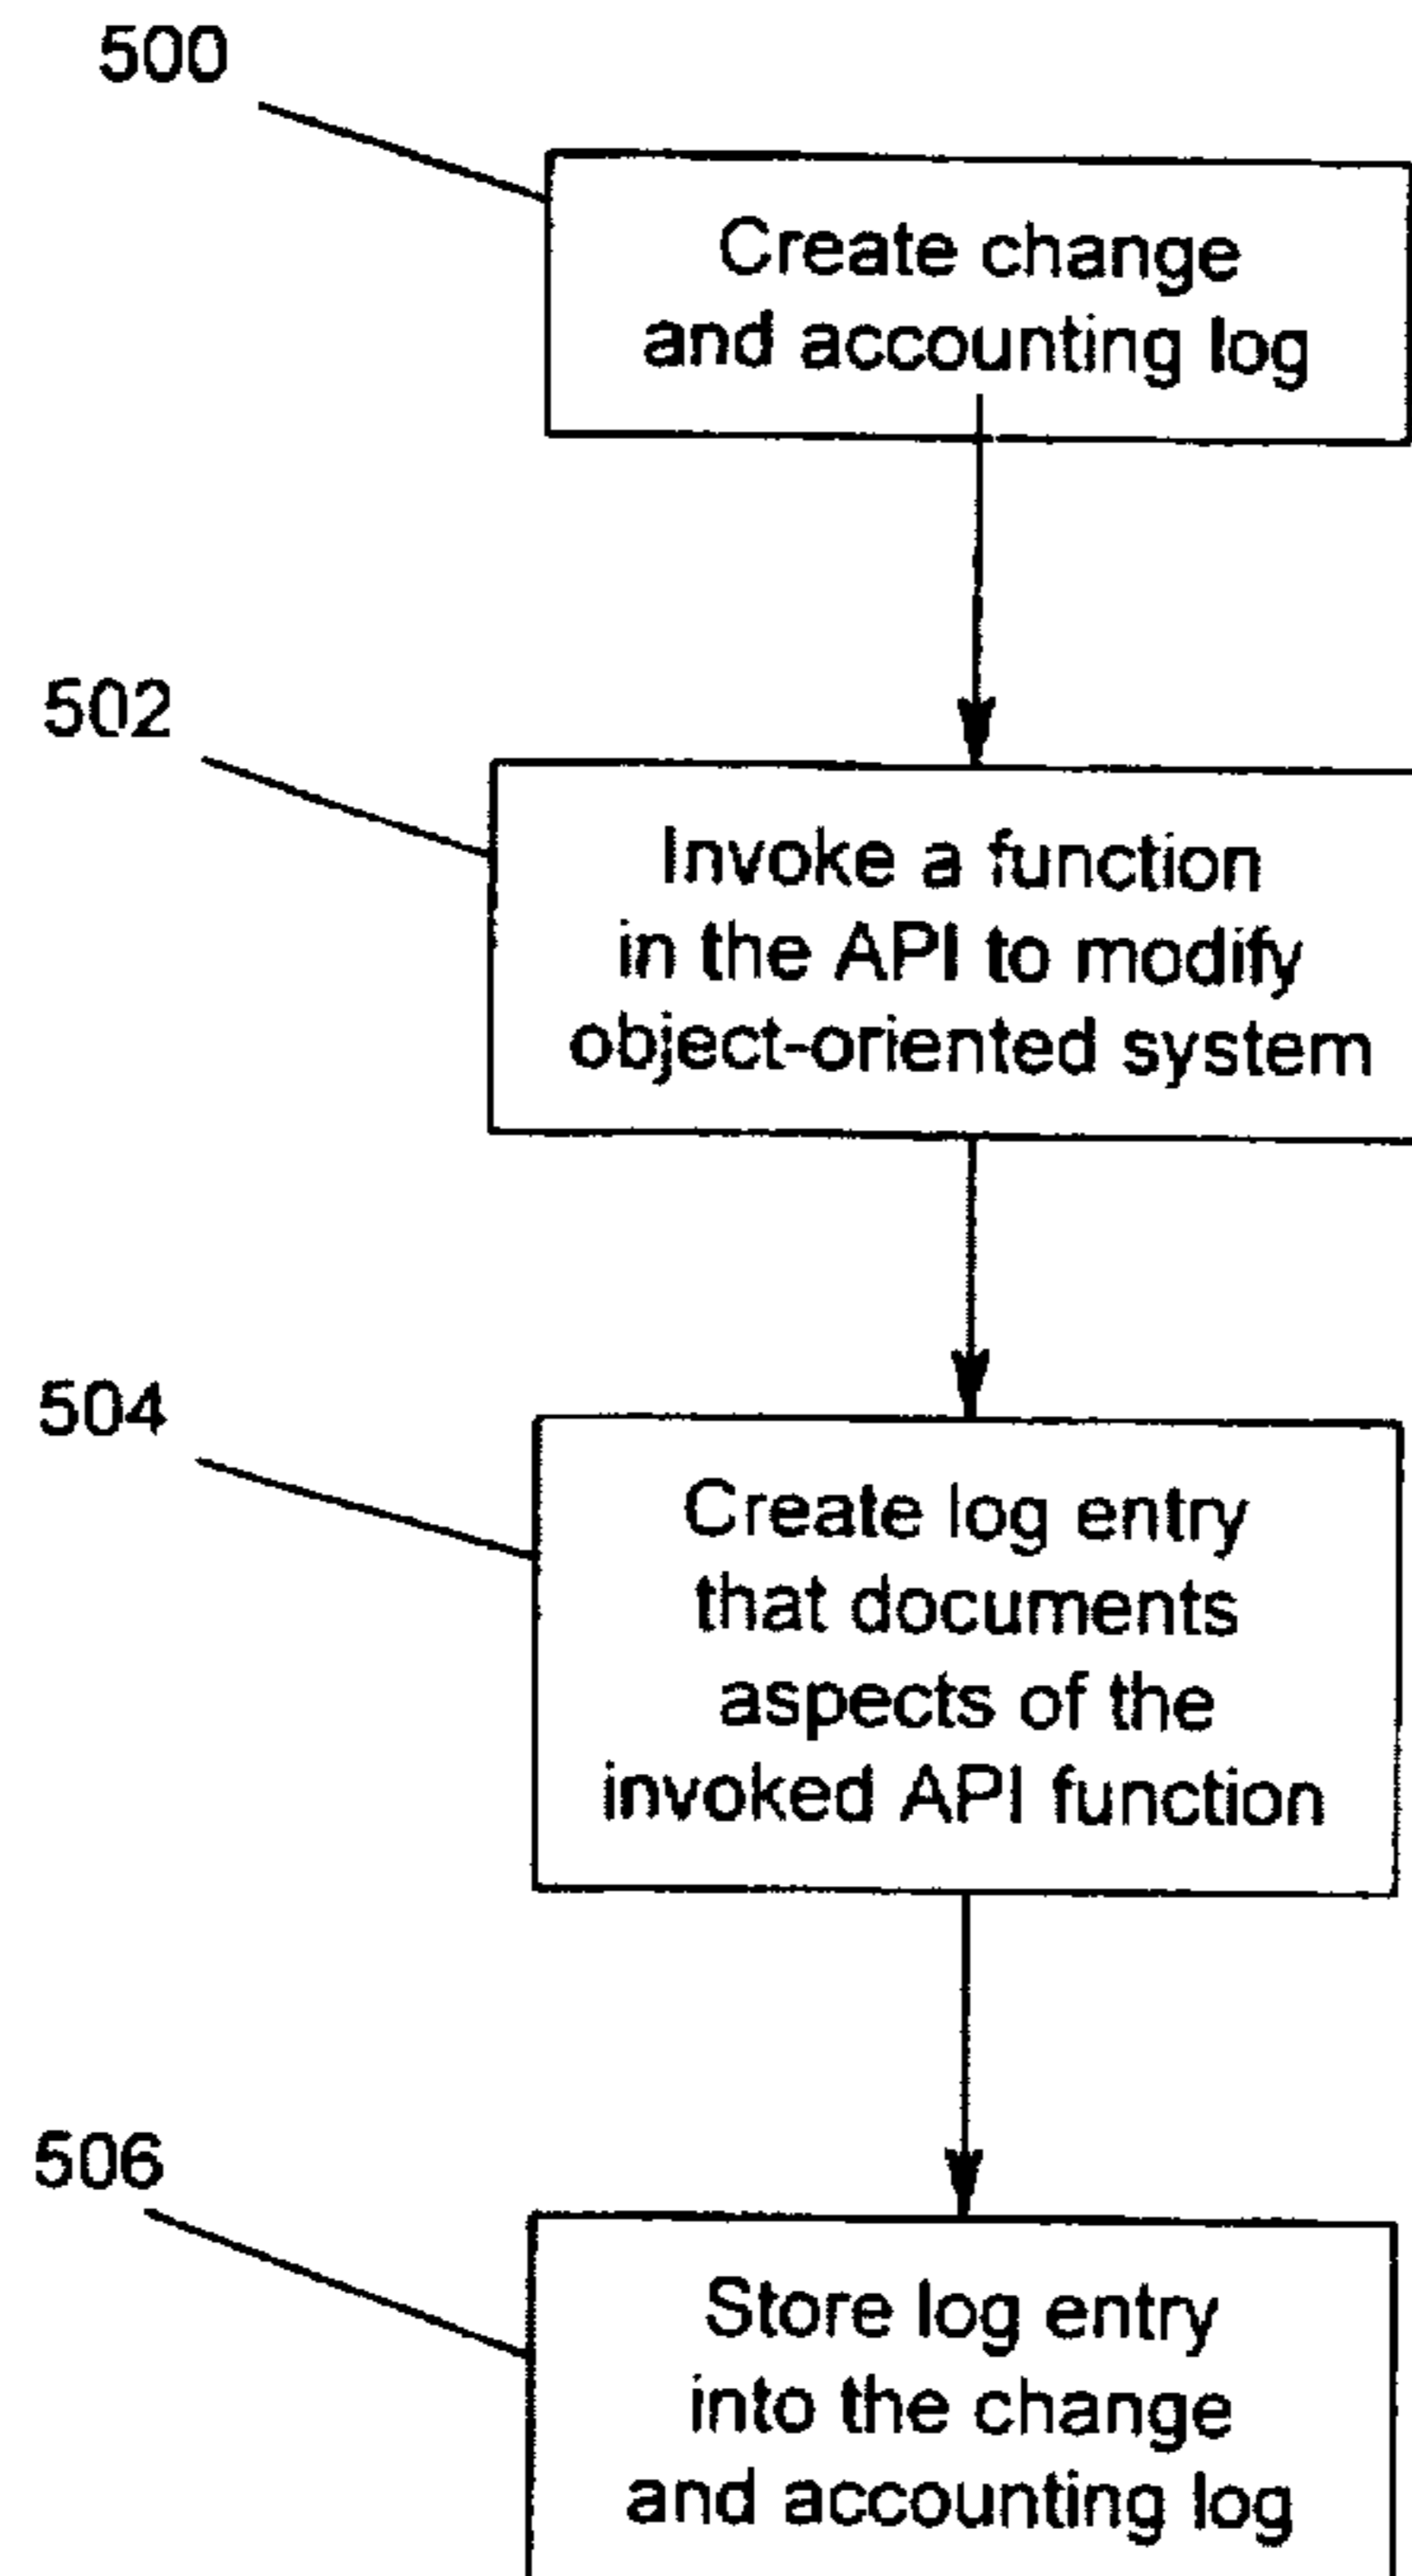 500
Create change
and accounting log
502
Invoke a function
in the API to modify
object-oriented system
504
Create log entry
that documents
aspects of the
invoked API function
506
Store log entry
into the change
and accounting log